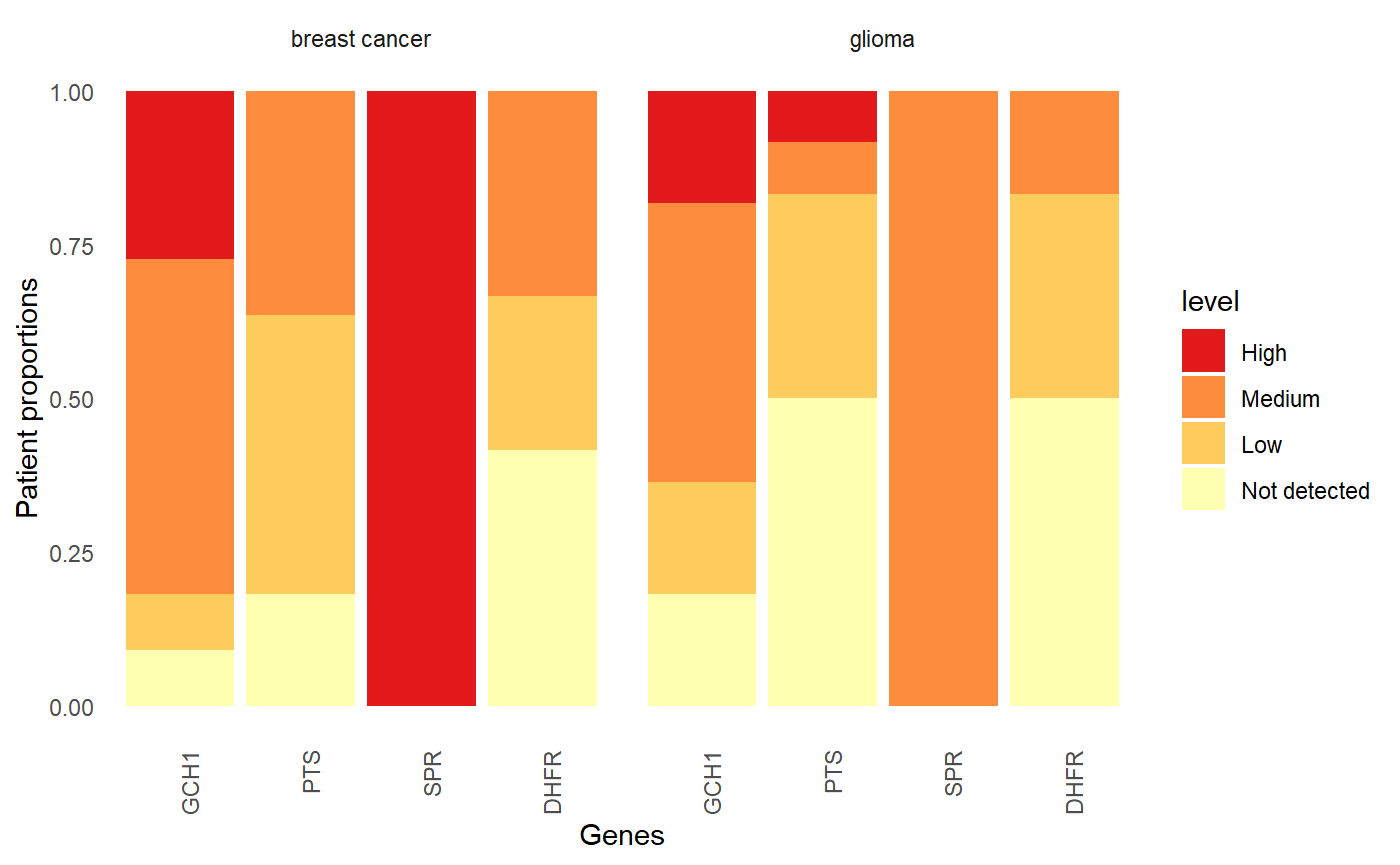 breast cancer
glioma
1.00
0.75
0.50
0.25
0.00
Patient proportions
GCH1
PTS
SPR
DHFR
GCH1
PTS
SPR
DHFR
Genes
level
High
Medium
Low
Not detected